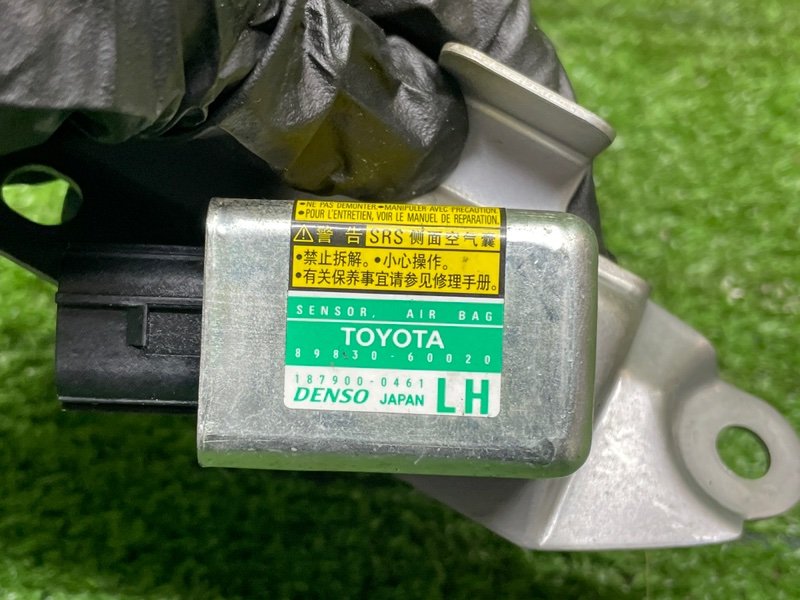 •NE PAS DEMONTER.•MANIPULER AVEC PRECAUTION.
•POUR L'ENTRETIEN, VOIR LE MANUEL DE REPARATION.
警 告 SRS 侧面空气囊
•禁止拆解。•小心操作。
•有关保养事宜请参见修理手册。
SENSOR, AIR BAG
TOYOTA
89830-60020
187900-0461
DENSO JAPAN LH